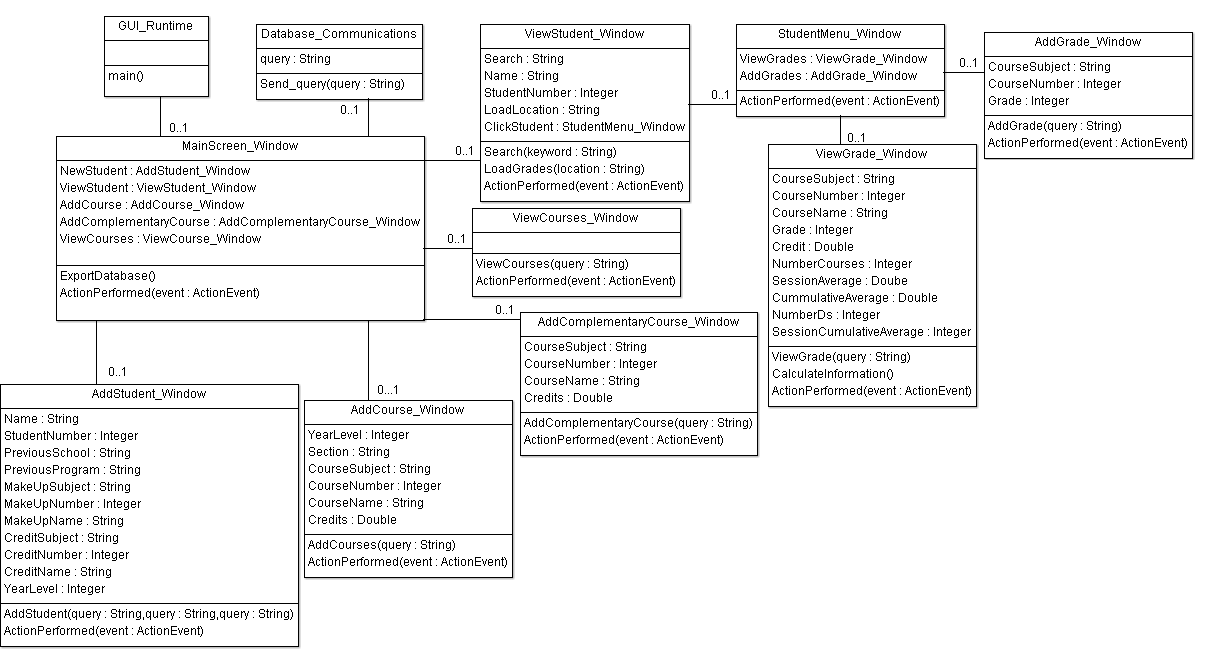 GUI_Runtime
main()
0..1
Database_Communications
query : String
Send_query(query : String)
0..1
MainScreen_Window
NewStudent : AddStudent_Window
ViewStudent : ViewStudent_Window
AddCourse : AddCourse_Window
AddComplementaryCourse : AddComplementaryCourse_Window
ViewCourses : ViewCourse_Window
ExportDatabase()
ActionPerformed(event : ActionEvent)
0..1
ViewStudent_Window
Search : String
Name : String
StudentNumber : Integer
LoadLocation : String
ClickStudent : StudentMenu_Window
Search(keyword : String)
LoadGrades(location : String)
ActionPerformed(event : ActionEvent)
0..1
StudentMenu_Window
ViewGrades : ViewGrade_Window
AddGrades : AddGrade_Window
ActionPerformed(event : ActionEvent)
0..1
AddGrade_Window
CourseSubject : String
CourseNumber : Integer
Grade : Integer
AddGrade(query : String)
ActionPerformed(event : ActionEvent)
0..1
ViewGrade_Window
CourseSubject : String
CourseNumber : Integer
CourseName : String
Grade : Integer
Credit : Double
NumberCourses : Integer
SessionAverage : Doube
CummulativeAverage : Double
NumberDs : Integer
SessionCumulativeAverage : Integer
ViewGrade(query : String)
CalculateInformation()
ActionPerformed(event : ActionEvent)
0..1
ViewCourses_Window
ViewCourses(query : String)
ActionPerformed(event : ActionEvent)
0..1
AddComplementaryCourse_Window
CourseSubject : String
CourseNumber : Integer
CourseName : String
Credits : Double
AddComplementaryCourse(query : String)
ActionPerformed(event : ActionEvent)
0..1
AddStudent_Window
Name : String
StudentNumber : Integer
PreviousSchool : String
PreviousProgram : String
MakeUpSubject : String
MakeUpNumber : Integer
MakeUpName : String
CreditSubject : String
CreditNumber : Integer
CreditName : String
YearLevel : Integer
AddStudent(query : String,query : String,query : String)
ActionPerformed(event : ActionEvent)
0...1
AddCourse_Window
YearLevel : Integer
Section : String
CourseSubject : String
CourseNumber : Integer
CourseName : String
Credits : Double
AddCourses(query : String)
ActionPerformed(event : ActionEvent)